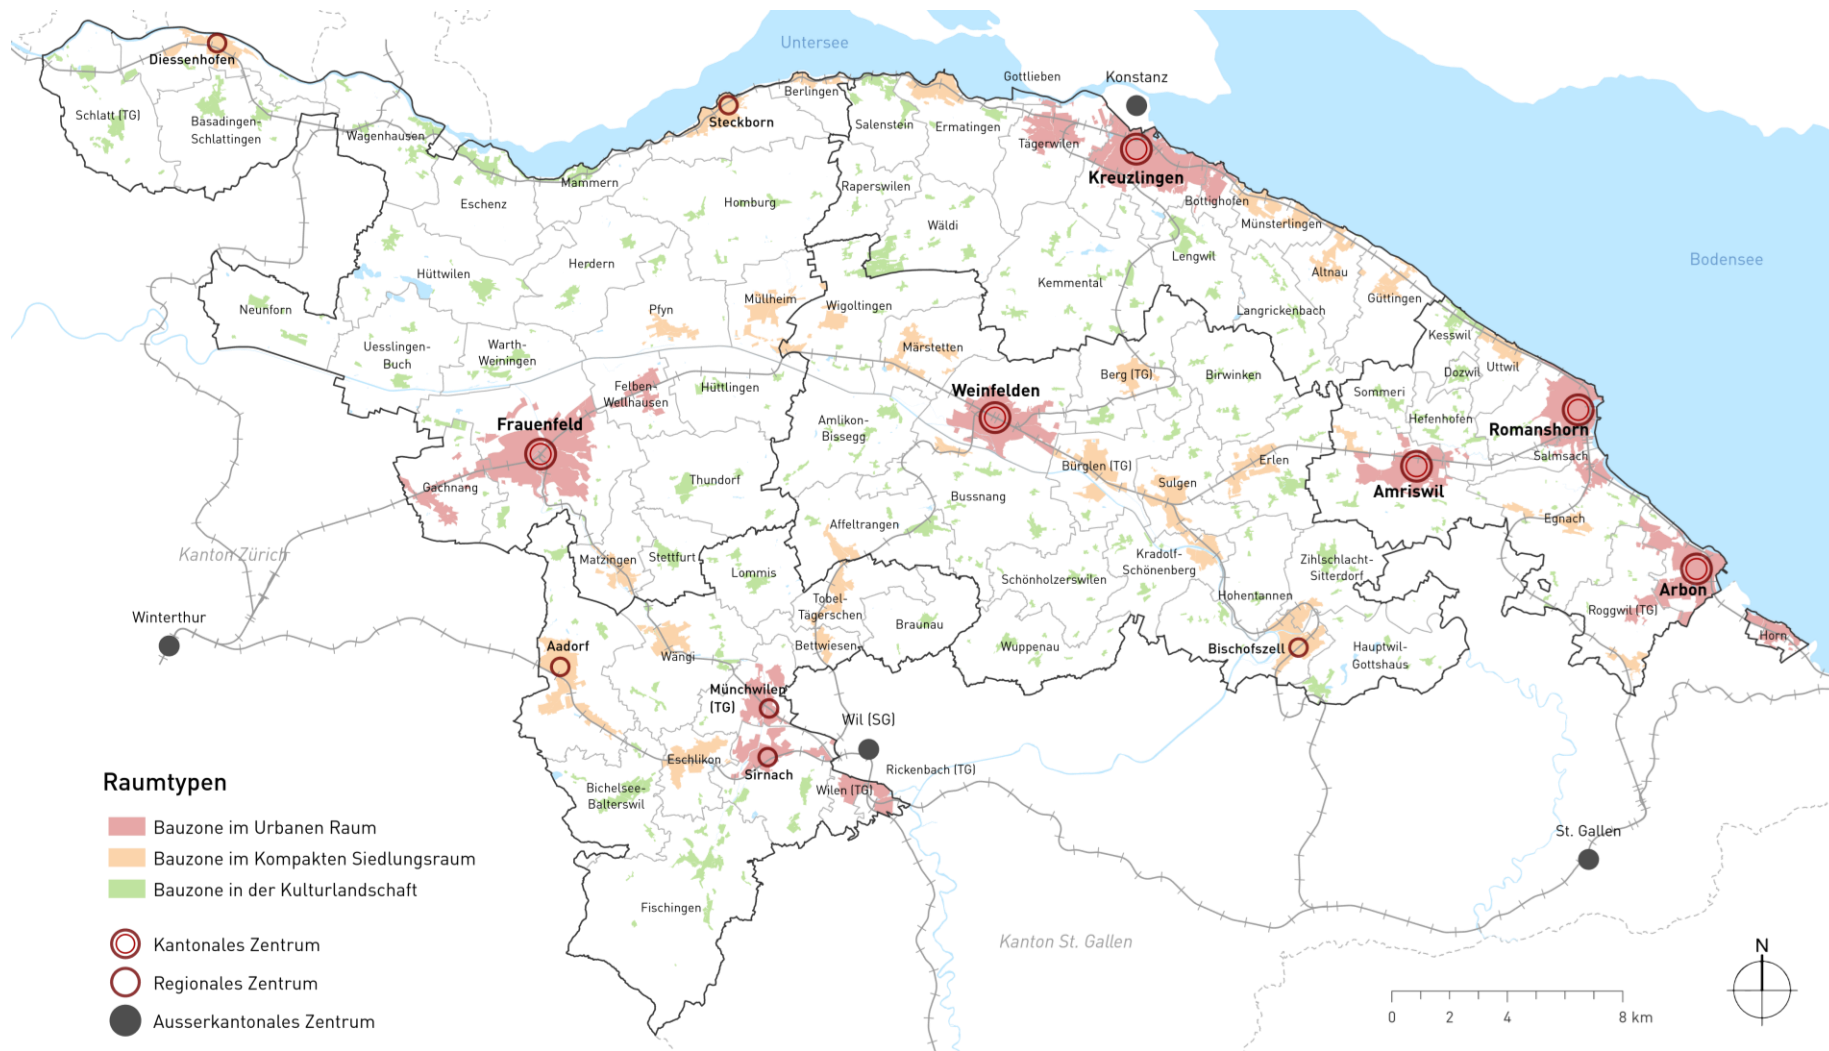 Untersee
Diessenhofen
Gottlieben
Konstanz
Berlingen
Schlatt (TG)
Basadingen-
Schlattingen
Steckborn
Salenstein
Ermatingen
Wagenhausen
Tägerwilen
Kreuzlingen
Mammern
Raperswilen
Eschenz
Homburg
Bottighofen
Münsterlingen
Wäldi
Bodensee
Lengwil
Hüttwilen
Herdern
Altnau
Kemmental
Güttingen
Müllheim
Neunforn
Pfyn
Wigoltingen
Langrickenbach
Kesswil
Uesslingen-
Buch
Warth-
Weiningen
Märstetten
Dozwil
Uttwil
Berg (TG)
Birwinken
Felben-
Wellhausen
Hüttlingen
Weinfelden
Sommeri
Frauenfeld
Amlikon-
Bissegg
Hefenhofen
Romanshorn
Salmsach
Bürglen (TG)
Erlen
Gachnang
Thundorf
Sulgen
Amriswil
Bussnang
Egnach
Affeltrangen
Kanton Zürich
Matzingen
Stettfurt
Lommis
Kradolf-
Schönenberg
Zihlschlacht-
Sitterdorf
Schönholzerswilen
Arbon
Winterthur
Tobel-
Tägerschen
Braunau
Hohentannen
Roggwil (TG)
Horn
Aadorf
Wängi
Bettwiesen
Wuppenau
Bischofszell
Hauptwil-
Gottshaus
Münchwilen
(TG)
Wil (SG)
Eschlikon
Sirnach
Rickenbach (TG)
Bichelsee-
Balterswil
Wilen (TG)
St. Gallen
Fischingen
Kanton St. Gallen
Raumtypen
Bauzone im Urbanen Raum
Bauzone im Kompakten Siedlungsraum
Bauzone in der Kulturlandschaft
Kantonales Zentrum
Regionales Zentrum
Ausserkantonales Zentrum
N
0 2 4 8 km